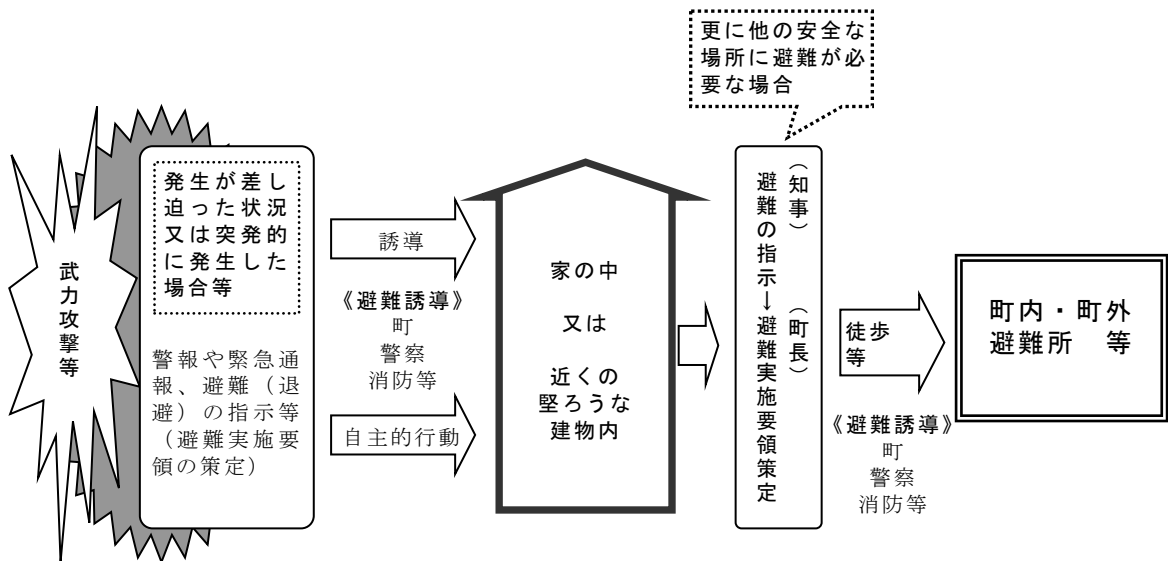 武力攻撃等
発生が差し
迫った状況
又は突発的
に発生した
場合等
警報や緊急通
報、避難（退
避）の指示等
（避難実施要
領の策定）
誘導
《避難誘導》
町
警察
消防等
自主的行動
家の中
又は
近くの
堅ろうな
建物内
更に他の安全な
場所に避難が必
要な場合
（知事）　（町長）
避難の指示→避難実施要領策定
徒歩
等
《避難誘導》
町
警察
消防等
町内・町外
避難所　等